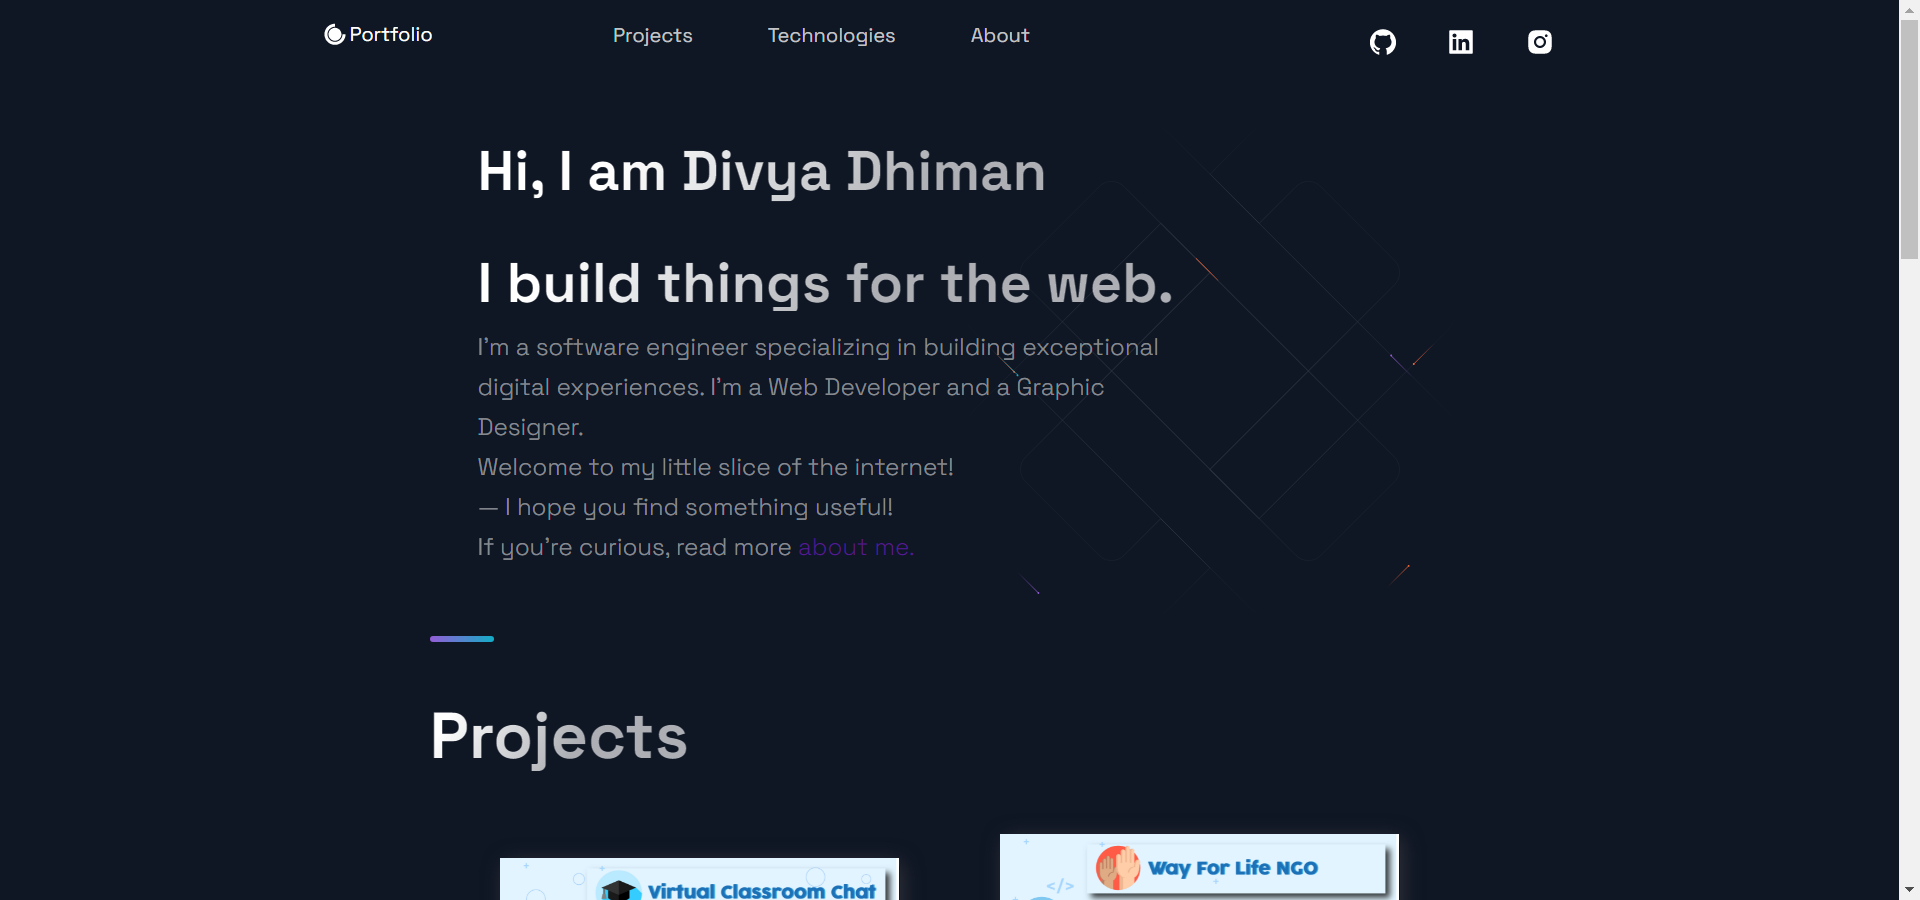 Portfolio
Projects
Technologies
About
Hi, I am Divya Dhiman
I build things for the web.
I’m a software engineer specializing in building exceptional
digital experiences. I’m a Web Developer and a Graphic
Designer.
Welcome to my little slice of the internet!
— I hope you find something useful!
If you’re curious, read more about me.
Projects
Way For Life NGO
</>
Virtual Classroom Chat